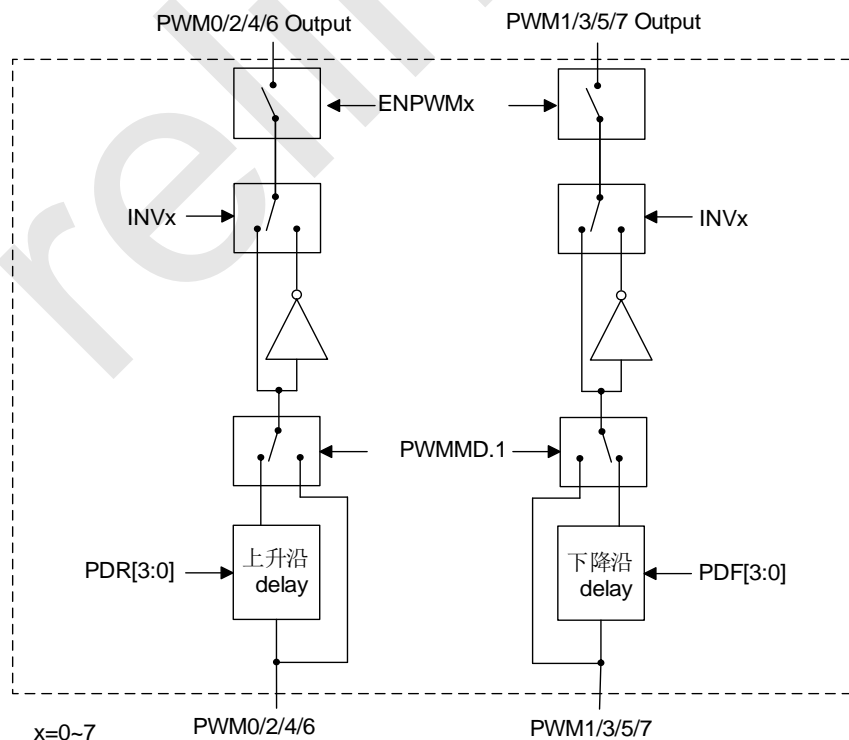 PWM0/2/4/6 Output
PWM1/3/5/7 Output
ENPWMx
INVx
INVx
PWMMD.1
PDR[3:0]
上升沿
delay
下降沿
delay
PDF[3:0]
x=0~7
PWM0/2/4/6
PWM1/3/5/7